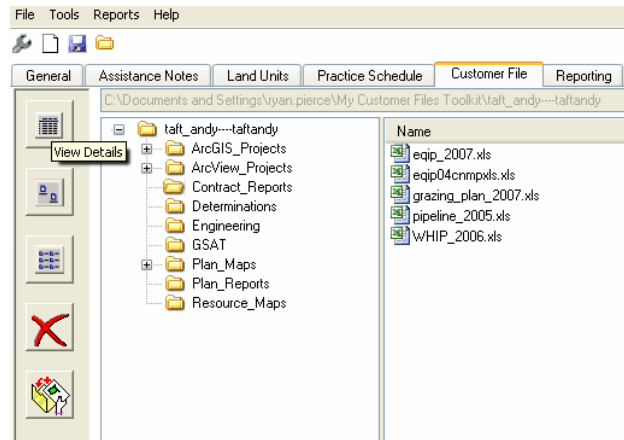 File Tools Reports Help
General Assistance Notes Land Units Practice Schedule Customer File Reporting
C:\Documents and Settings\ryan.pierce\My Customer Files Toolkit\taft_andy----taftandy
View Details
taft_andy----taftandy
ArcGIS_Projects
ArcView_Projects
Contract_Reports
Determinations
Engineering
GSAT
Plan_Maps
Plan_Reports
Resource_Maps
Name
eqip_2007.xls
eqip04cnmpxls.xls
grazing_plan_2007.xls
pipeline_2005.xls
WHIP_2006.xls